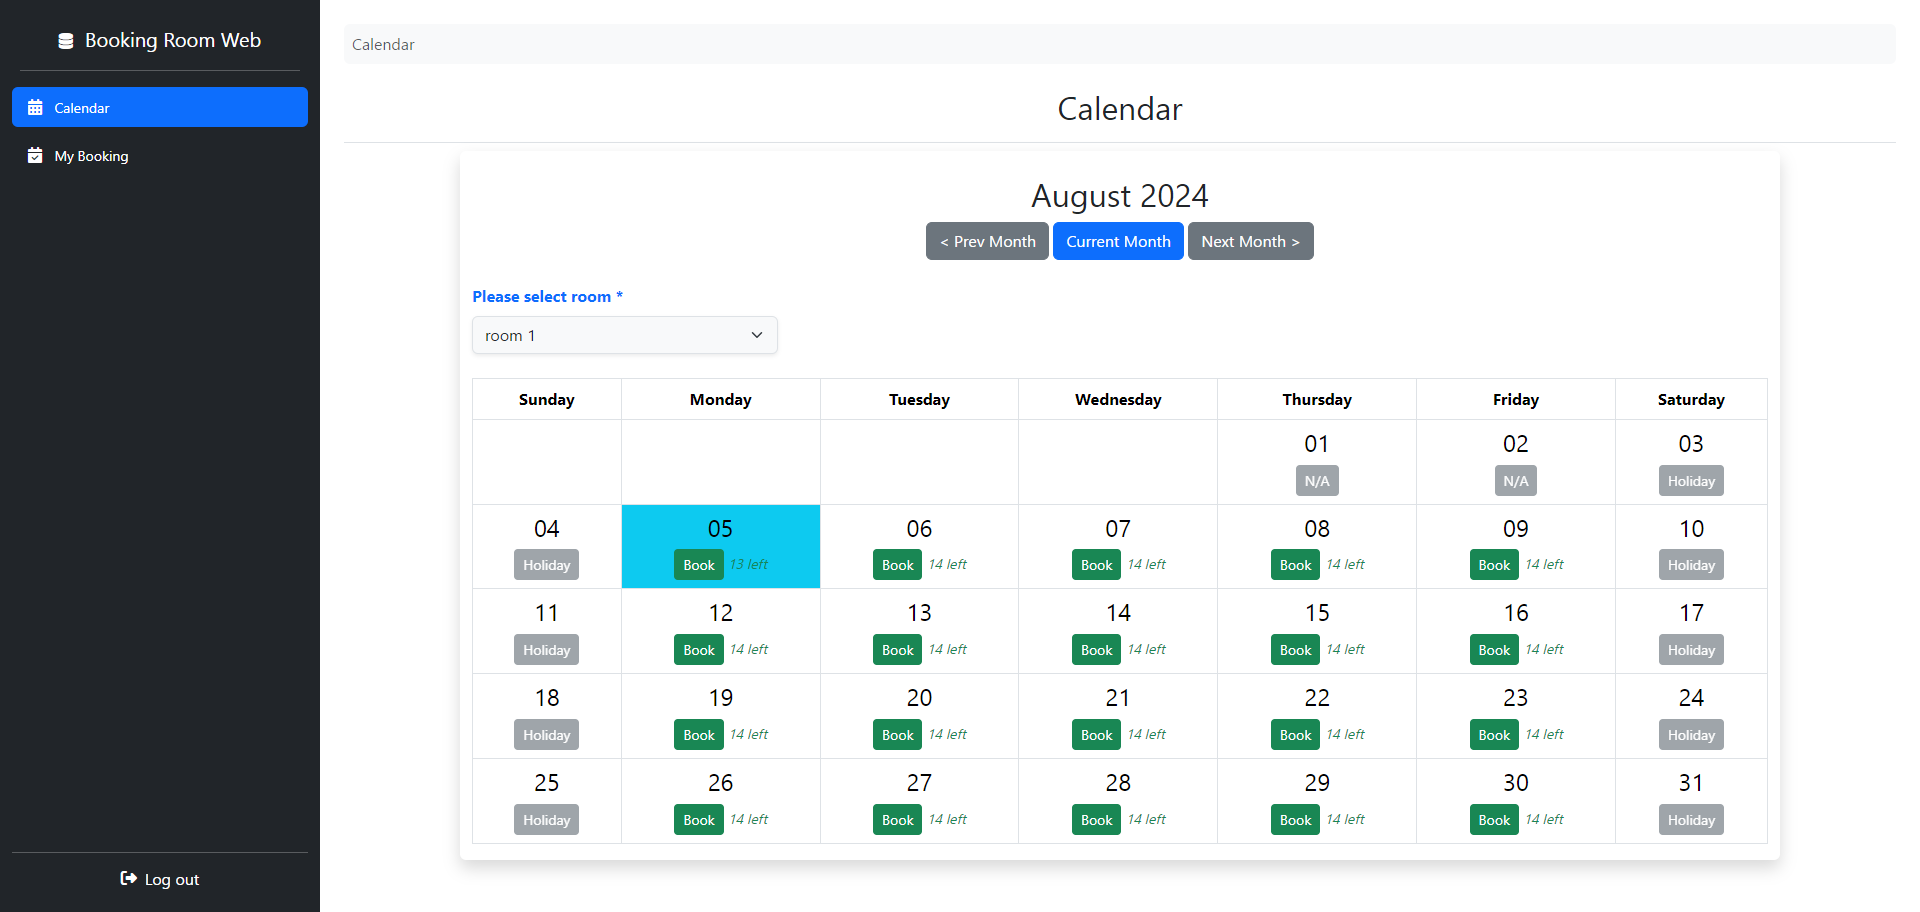 Booking Room Web
Calendar
My Booking
Log out
Calendar
Calendar
August 2024
< Prev Month Current Month Next Month >
Please select room *
room 1
Sunday Monday Tuesday Wednesday Thursday Friday Saturday
01 02 03
N/A N/A Holiday
04 05 06 07 08 09 10
Holiday Book 13 left Book 14 left Book 14 left Book 14 left Book 14 left Holiday
11 12 13 14 15 16 17
Holiday Book 14 left Book 14 left Book 14 left Book 14 left Book 14 left Holiday
18 19 20 21 22 23 24
Holiday Book 14 left Book 14 left Book 14 left Book 14 left Book 14 left Holiday
25 26 27 28 29 30 31
Holiday Book 14 left Book 14 left Book 14 left Book 14 left Book 14 left Holiday